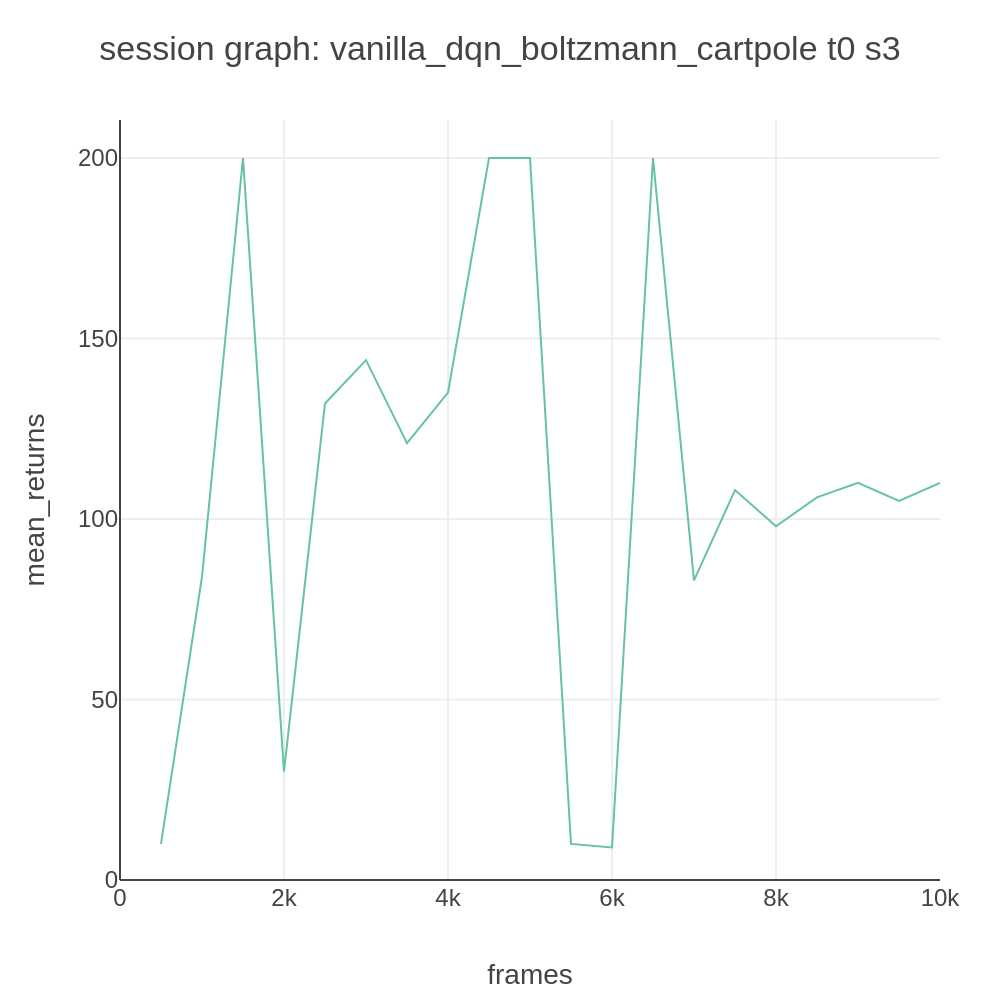 session graph: vanilla_dqn_boltzmann_cartpole t0 s3
200
150
100
50
0
0 2k 4k 6k 8k 10k
mean_returns
frames